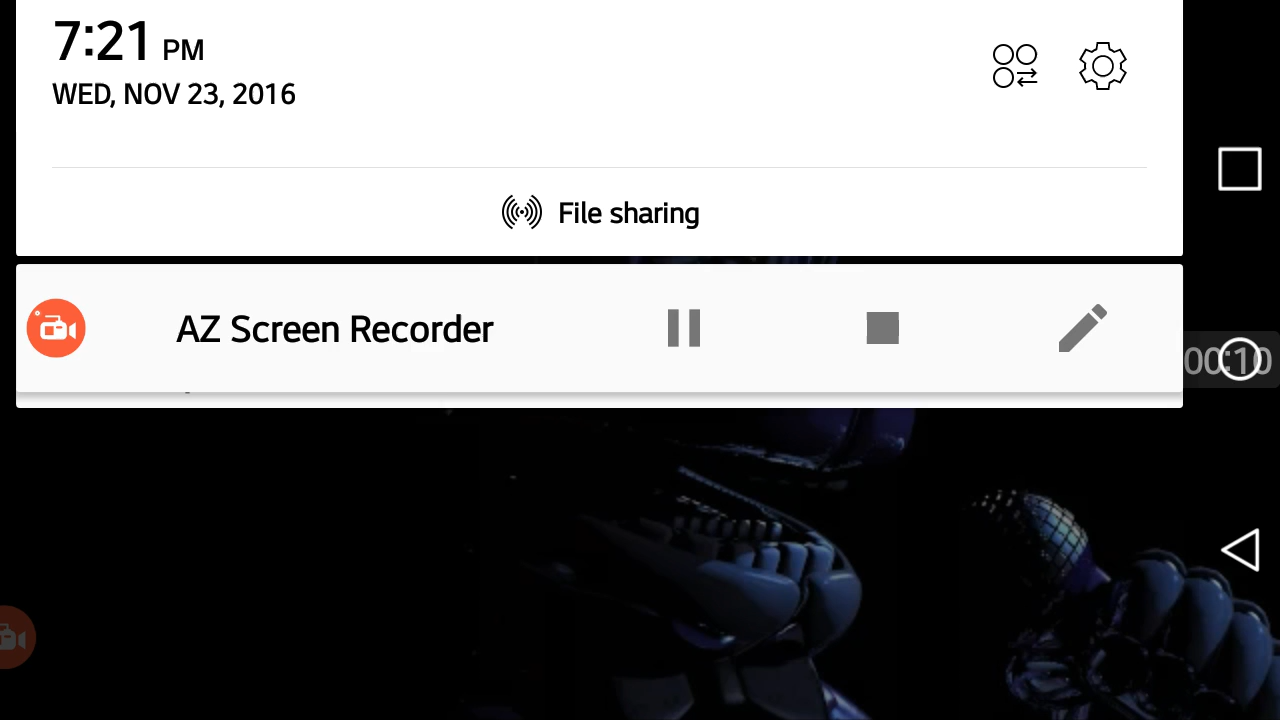 7:21 PM
WED, NOV 23, 2016
File sharing
AZ Screen Recorder
00:10